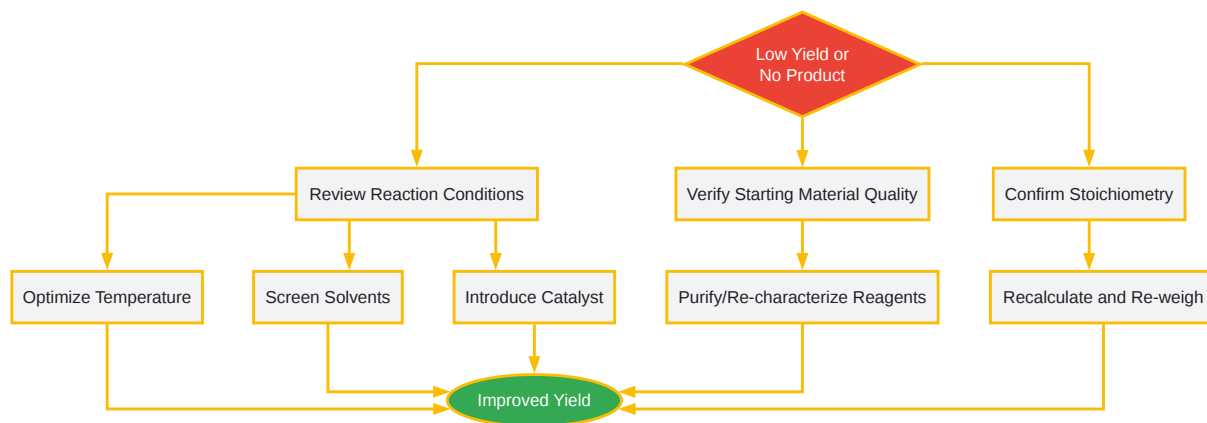 Low Yield or
No Product
Review Reaction Conditions
Verify Starting Material Quality
Confirm Stoichiometry
Optimize Temperature
Screen Solvents
Introduce Catalyst
Purify/Re-characterize Reagents
Recalculate and Re-weigh
Improved Yield